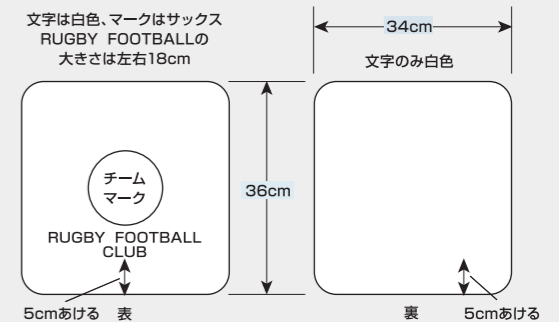 文字は白色、マークはサックス
RUGBY FOOTBALLの
大きさは左右18cm
34cm
文字のみ白色
チーム
マーク
36cm
RUGBY FOOTBALL
CLUB
5cmあける
表
裏
5cmあける